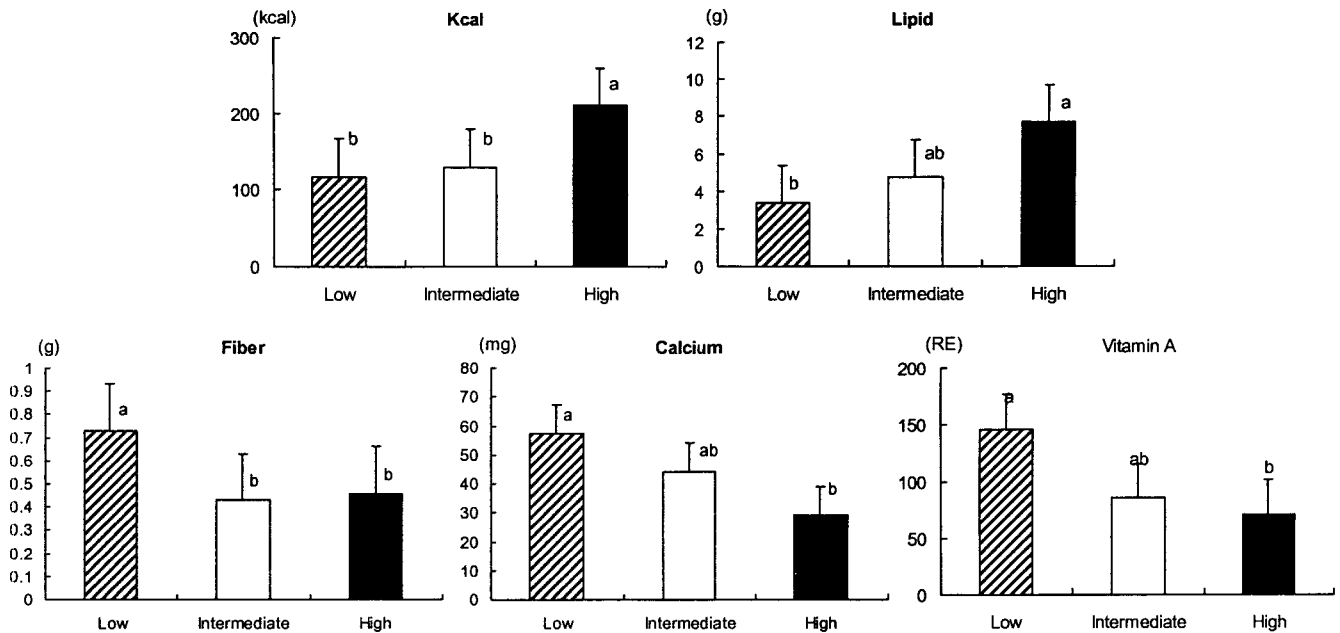 (kcal) Kcal
300
200
100
0
b
b
a
Low Intermediate High
(g) Lipid
12
10
8
6
4
2
0
b
ab
a
Low Intermediate High
(g) Fiber
1
0.9
0.8
0.7
0.6
0.5
0.4
0.3
0.2
0.1
0
a
b
b
Low Intermediate High
(mg) Calcium
80
70
60
50
40
30
20
10
0
a
ab
b
Low Intermediate High
(RE) Vitamin A
200
150
100
50
0
a
ab
b
Low Intermediate High